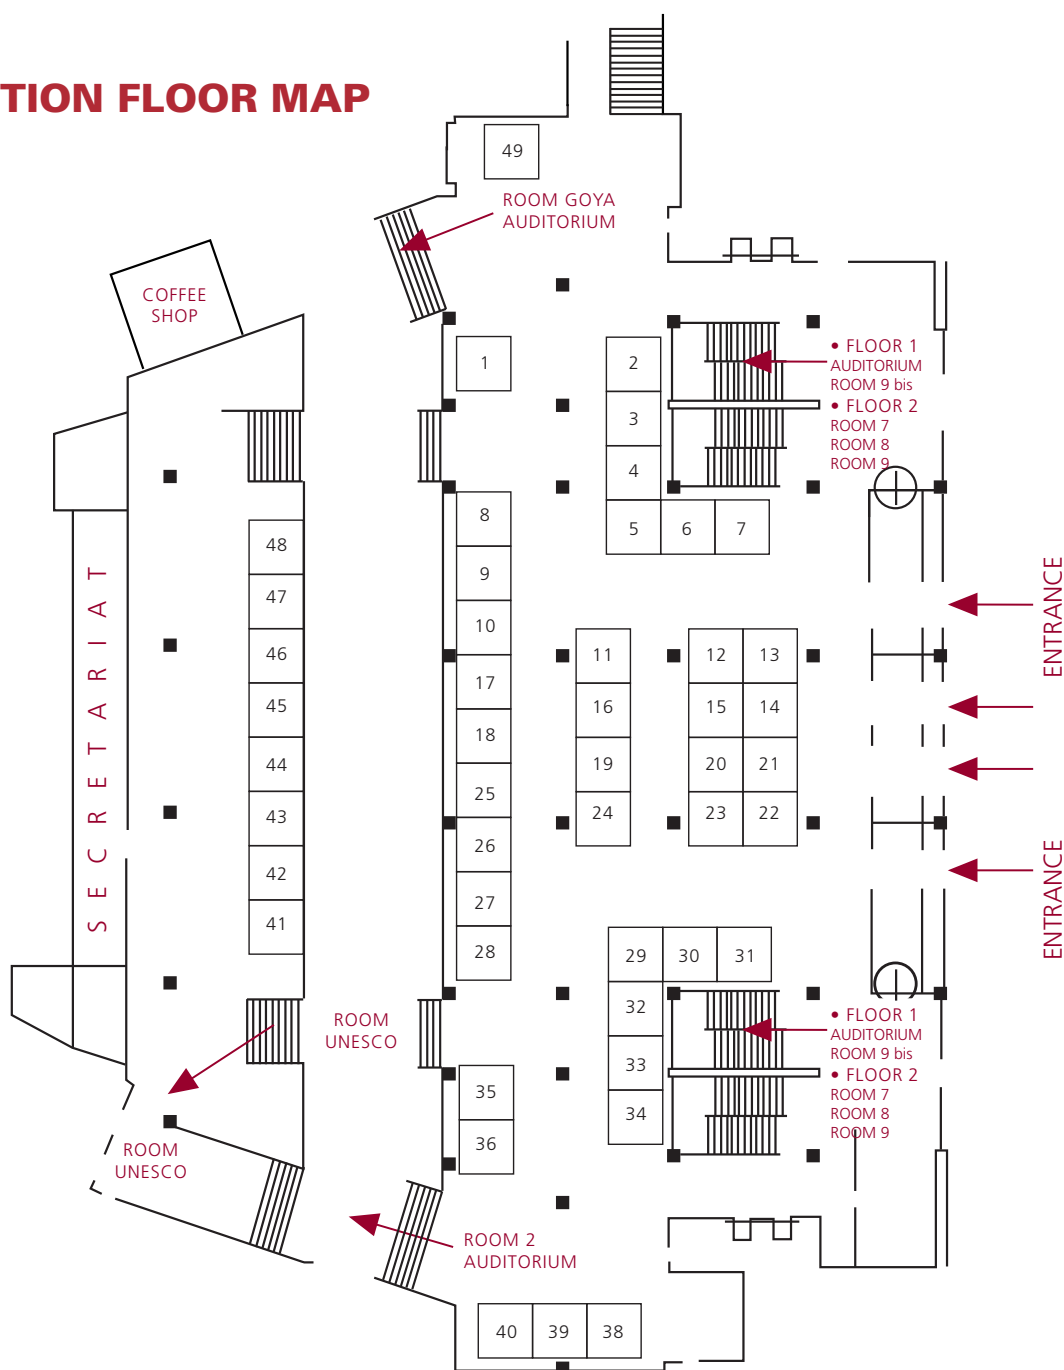 TION FLOOR MAP
49
ROOM GOYA
AUDITORIUM
COFFEE
SHOP
1
2
• FLOOR 1
AUDITORIUM
ROOM 9 bis
• FLOOR 2
ROOM 7
ROOM 8
ROOM 9
3
4
5
6
7
8
9
10
48
47
46
45
44
43
42
41
SECRETARIAT
ENTRANCE
11
12
13
17
16
15
14
18
19
20
21
25
24
23
22
26
27
28
ENTRANCE
29
30
31
32
33
34
• FLOOR 1
AUDITORIUM
ROOM 9 bis
• FLOOR 2
ROOM 7
ROOM 8
ROOM 9
ROOM
UNESCO
35
36
ROOM
UNESCO
ROOM 2
AUDITORIUM
40
39
38